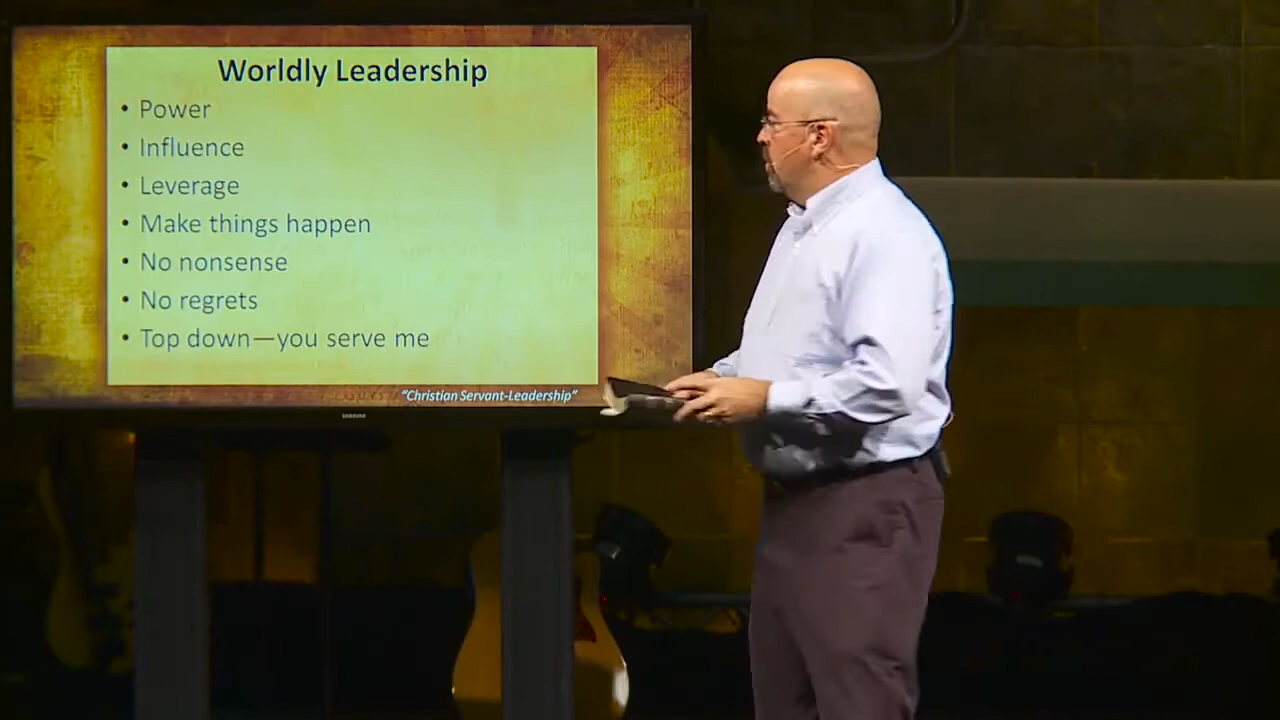 Worldly Leadership
• Power
• Influence
• Leverage
• Make things happen
• No nonsense
• No regrets
• Top down—you serve me
"Christian Servant-Leadership"
SAMSUNG